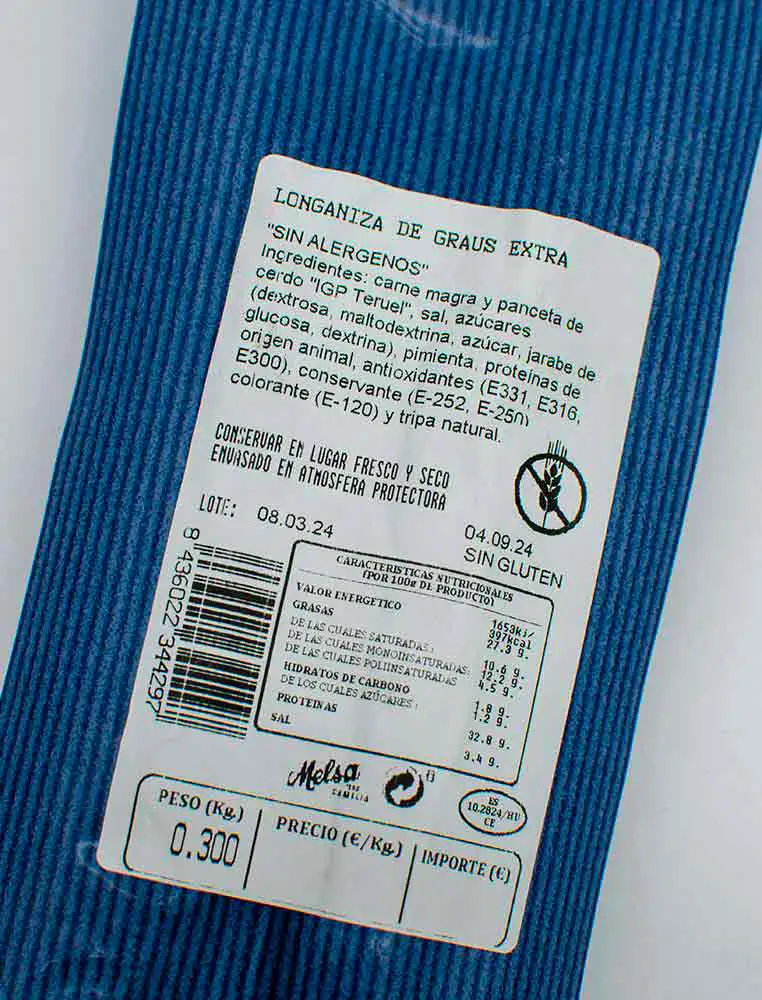 LONGANIZA DE GRAUS EXTRA
"SIN ALERGENOS"
Ingredientes: carne magra y panceta de
cerdo "IGP Teruel", sal, azúcares
(dextrosa, maltodextrina, azúcar, jarabe de
glucosa, dextrina), pimienta, proteínas de
origen animal, antioxidantes (E331, E316,
E300), conservante (E-252, E-250)
colorante (E-120) y tripa natural.
CONSERVAR EN LUGAR FRESCO Y SECO
ENVASADO EN ATMOSFERA PROTECTORA
LOTE: 08.03.24
04.09.24
SIN GLUTEN
8 436022 344297
CARACTERISTICAS NUTRICIONALES
(POR 100g DE PRODUCTO)
VALOR ENERGETICO 1653kj/
397kcal
GRASAS 27.3 g.
DE LAS CUALES SATURADAS: 10.6 g.
DE LAS CUALES MONOINSATURADAS: 12.2 g.
DE LAS CUALES POLIINSATURADAS 4.5 g.
HIDRATOS DE CARBONO 1.8 g.
DE LOS CUALES AZÚCARES: 1.2 g.
PROTEINAS 32.8 g.
SAL 3.4 g.
Melsa
FAMILIA
ES
10.2824/HU
CE
PESO (Kg.) PRECIO (€/Kg.) IMPORTE (€)
0.300